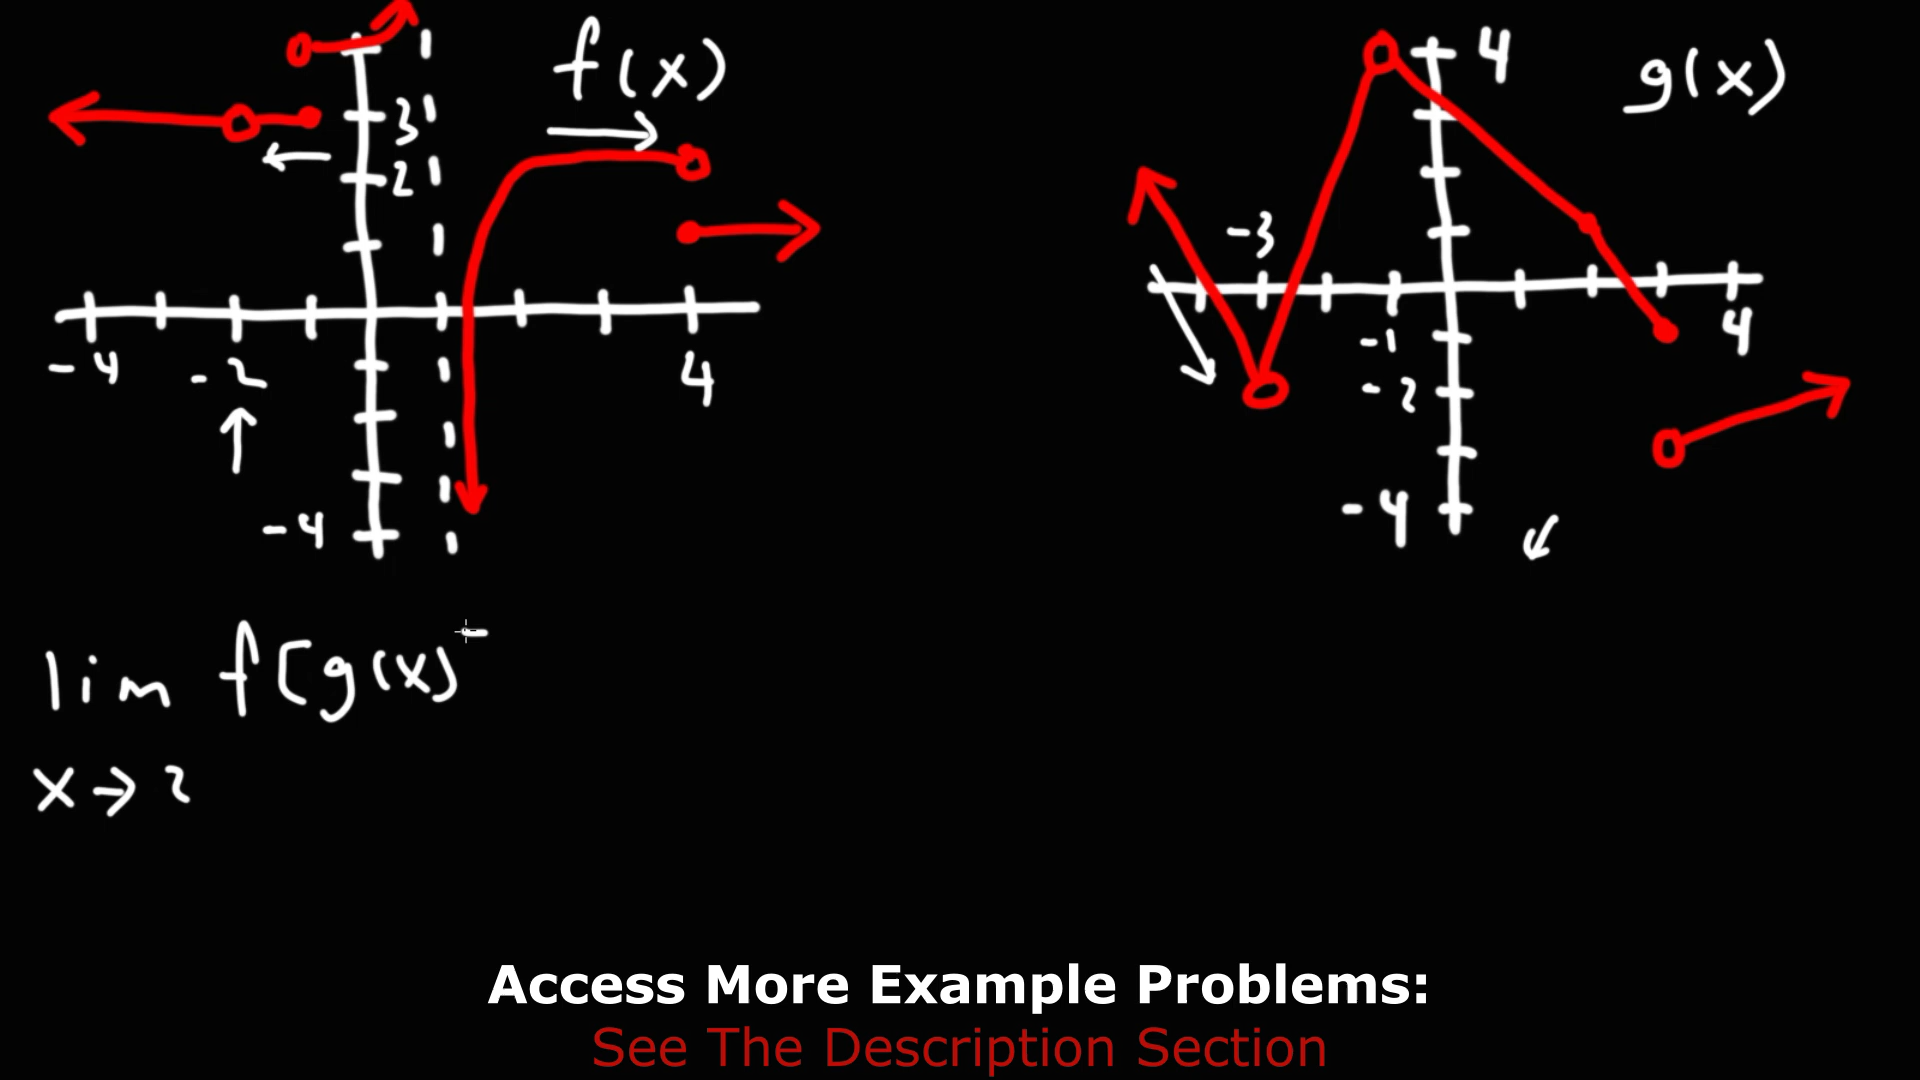 f(x)
3
2
-4 -2 4
-4
g(x)
4
-3
4
-1
-2
-4
lim f[g(x)
x→2
Access More Example Problems:
See The Description Section